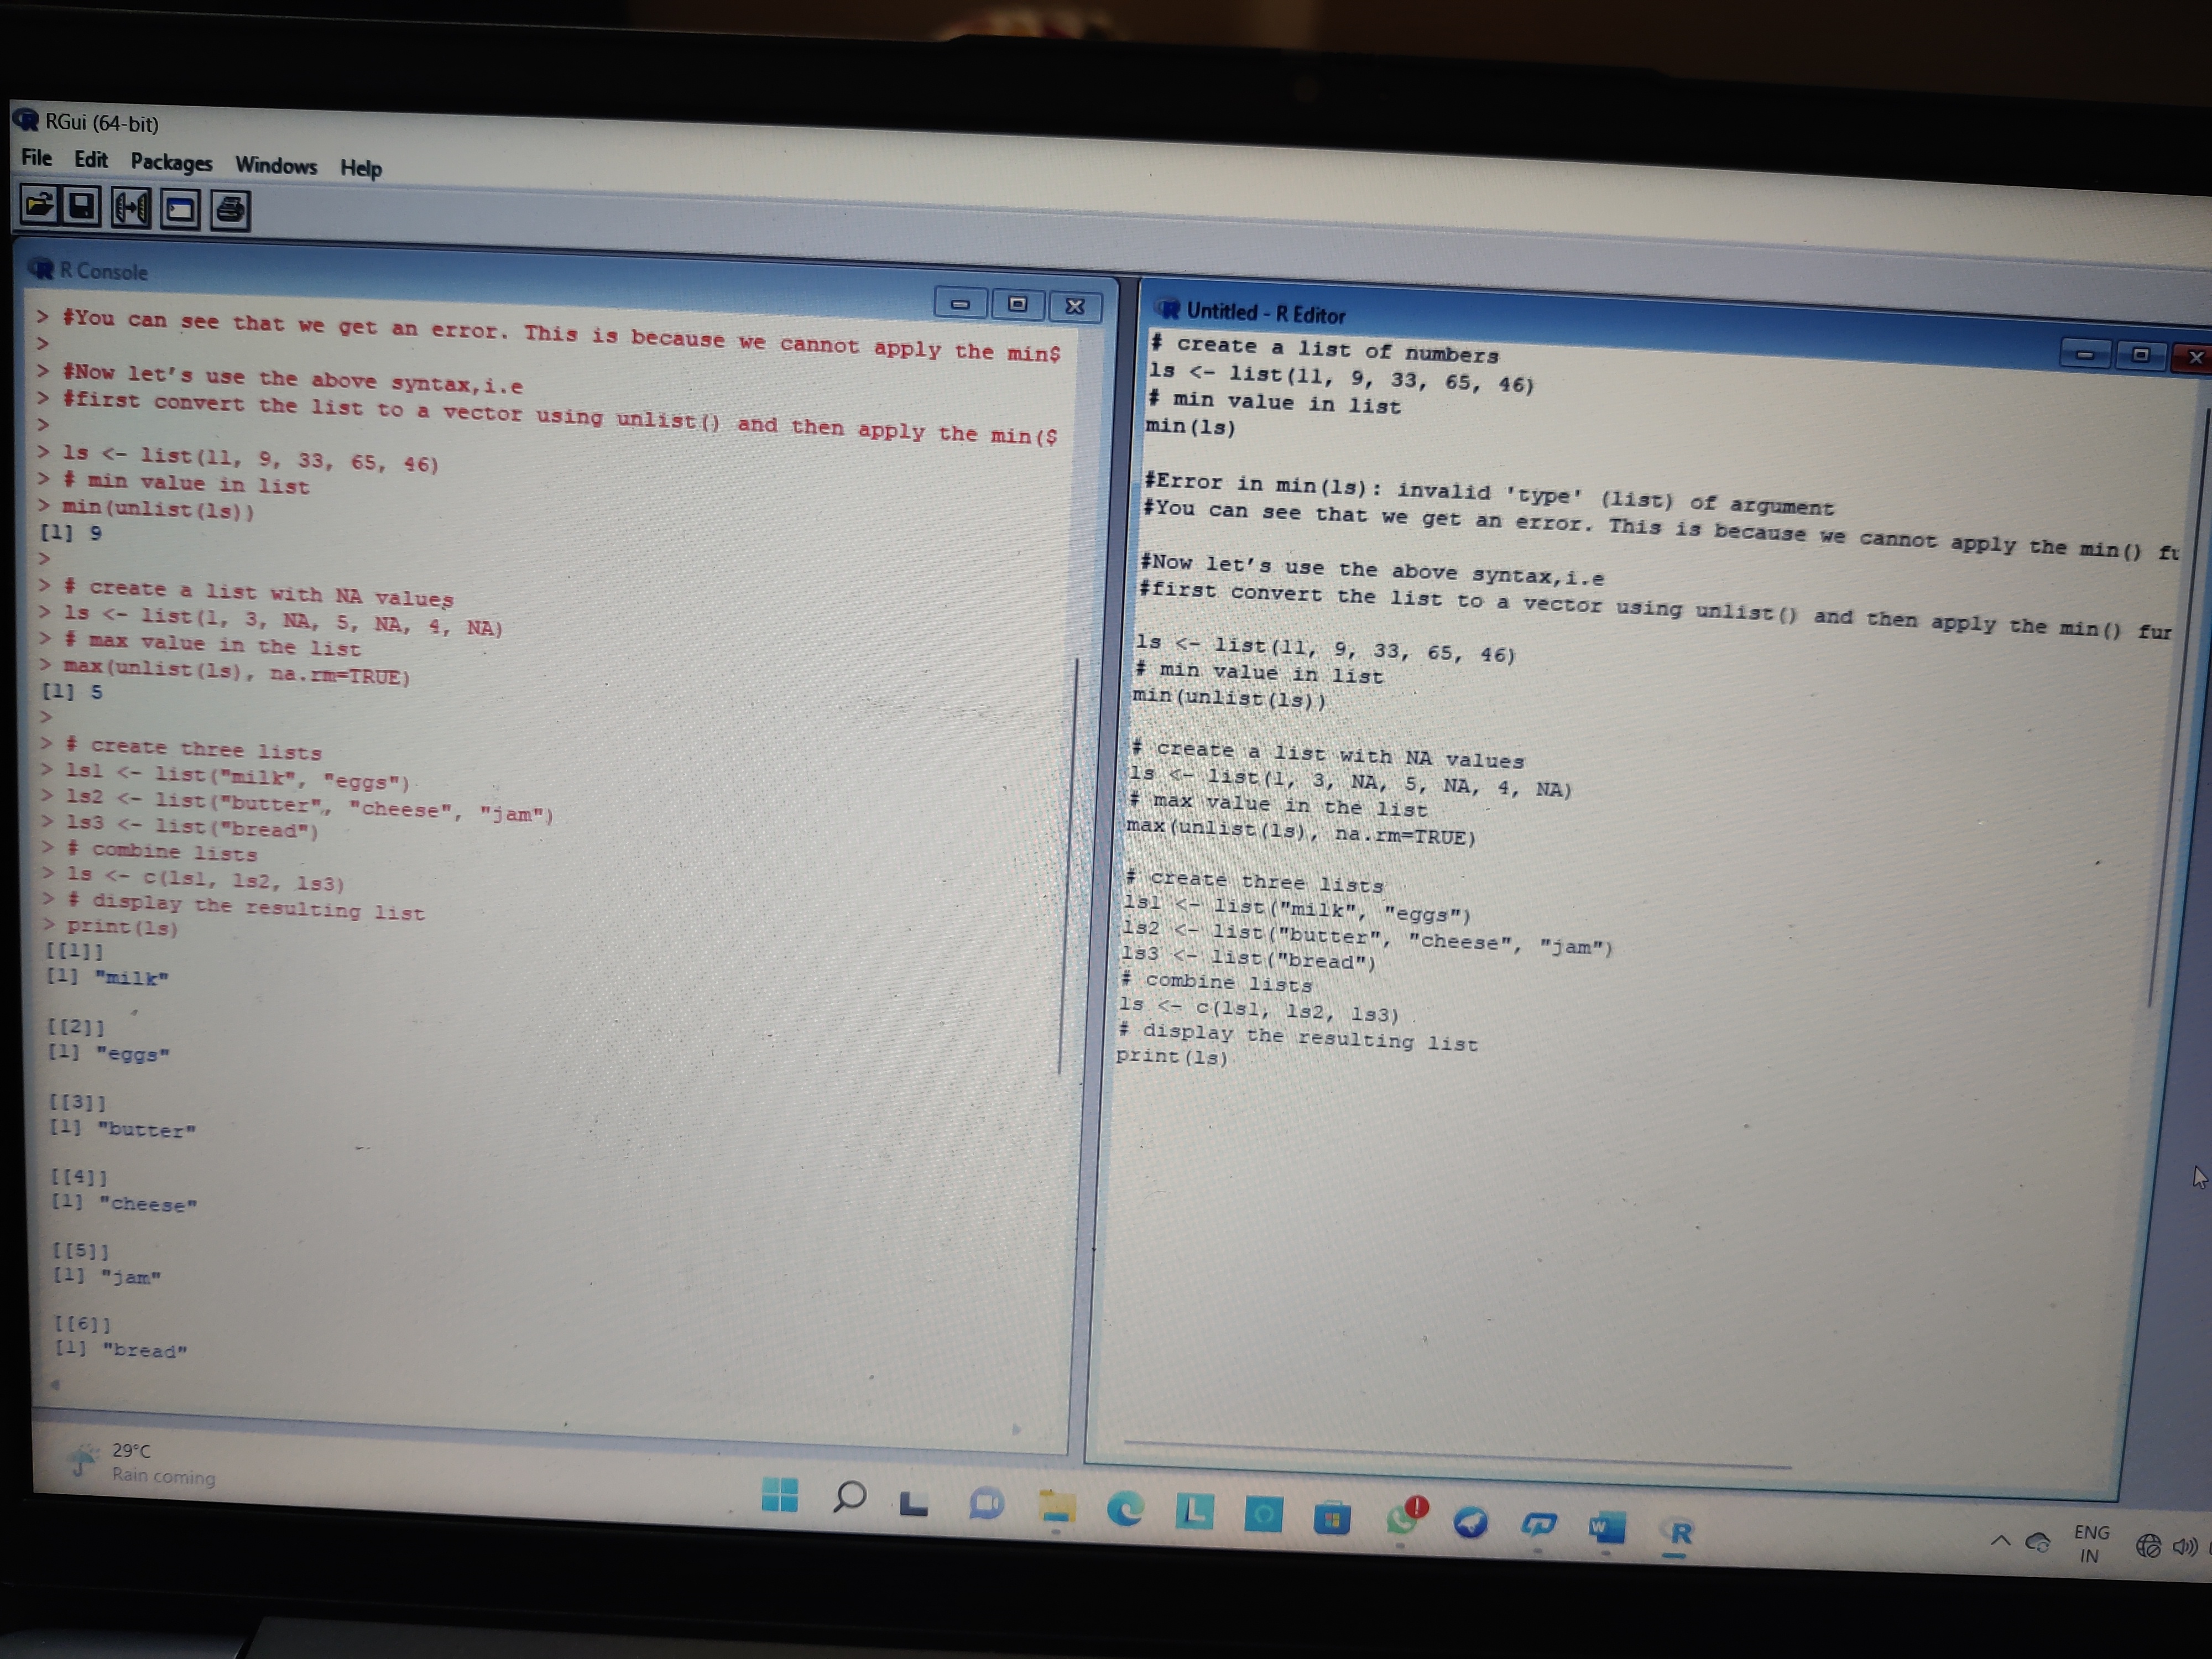 RGui (64-bit)
File Edit Packages Windows Help
R Console
> #You can see that we get an error. This is because we cannot apply the min$
>
> #Now let's use the above syntax,i.e
> #first convert the list to a vector using unlist() and then apply the min($
>
> ls <- list(11, 9, 33, 65, 46)
> # min value in list
> min(unlist(ls))
[1] 9
>
> # create a list with NA values
> ls <- list(1, 3, NA, 5, NA, 4, NA)
> # max value in the list
> max(unlist(ls), na.rm=TRUE)
[1] 5
>
> # create three lists
> ls1 <- list("milk", "eggs")
> ls2 <- list("butter", "cheese", "jam")
> ls3 <- list("bread")
> # combine lists
> ls <- c(ls1, ls2, ls3)
> # display the resulting list
> print(ls)
[[1]]
[1] "milk"
[[2]]
[1] "eggs"
[[3]]
[1] "butter"
[[4]]
[1] "cheese"
[[5]]
[1] "jam"
[[6]]
[1] "bread"
Untitled - R Editor
# create a list of numbers
ls <- list(11, 9, 33, 65, 46)
# min value in list
min(ls)
#Error in min(ls): invalid 'type' (list) of argument
#You can see that we get an error. This is because we cannot apply the min() fu
#Now let's use the above syntax,i.e
#first convert the list to a vector using unlist() and then apply the min() fun
ls <- list(11, 9, 33, 65, 46)
# min value in list
min(unlist(ls))
# create a list with NA values
ls <- list(1, 3, NA, 5, NA, 4, NA)
# max value in the list
max(unlist(ls), na.rm=TRUE)
# create three lists
ls1 <- list("milk", "eggs")
ls2 <- list("butter", "cheese", "jam")
ls3 <- list("bread")
# combine lists
ls <- c(ls1, ls2, ls3)
# display the resulting list
print(ls)
29°C
Rain coming
ENG
IN